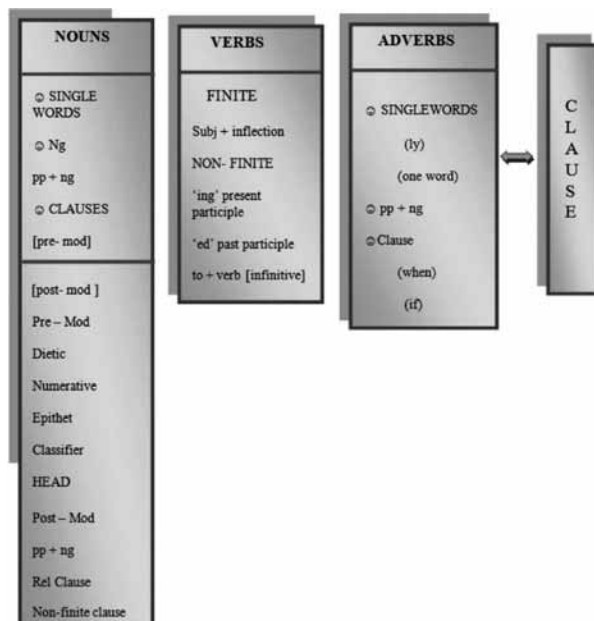 NOUNS
☺ SINGLE
WORDS
☺ Ng
pp + ng
☺ CLAUSES
[pre- mod]
[post- mod ]
Pre – Mod
Dietic
Numerative
Epithet
Classifier
HEAD
Post – Mod
pp + ng
Rel Clause
Non-finite clause
VERBS
FINITE
Subj + inflection
NON- FINITE
‘ing’ present
participle
‘ed’ past participle
to + verb [infinitive]
ADVERBS
☺ SINGLEWORDS
(ly)
(one word)
☺ pp + ng
☺Clause
(when)
(if)
C
L
A
U
S
E